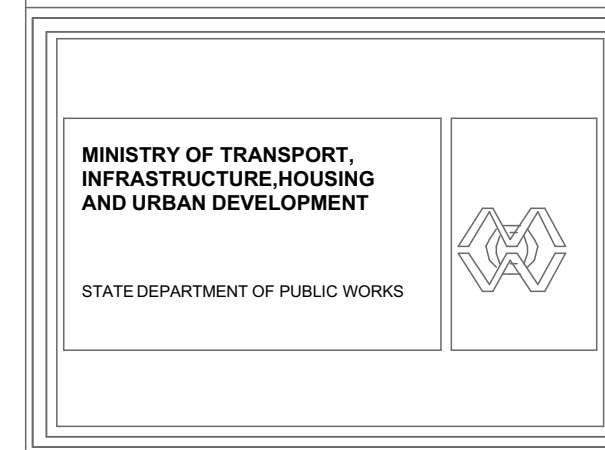 MINISTRY OF TRANSPORT,
INFRASTRUCTURE,HOUSING
AND URBAN DEVELOPMENT
STATE DEPARTMENT OF PUBLIC WORKS